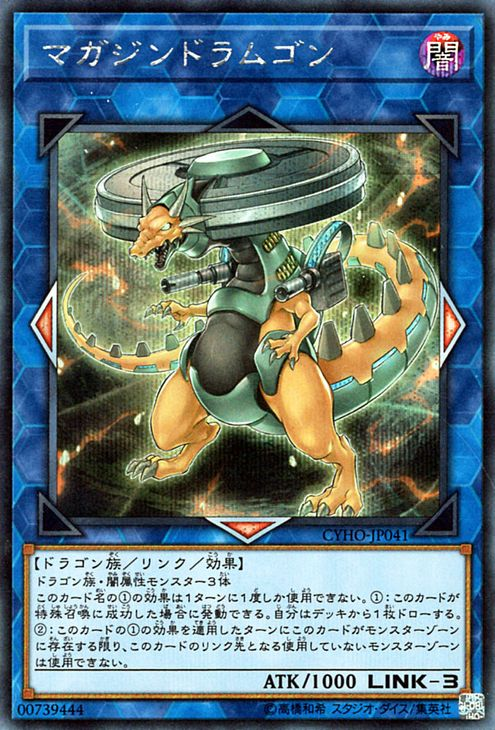 マガジンドラムゴン
闇
CYHO-JP041
【ドラゴン族／リンク／効果】
ドラゴン族・闇属性モンスター３体
このカード名の①の効果は１ターンに１度しか使用できない。①：このカードが
特殊召喚に成功した場合に発動できる。自分はデッキから１枚ドローする。
②：このカードの①の効果を適用したターンにこのカードがモンスターゾーン
に存在する限り、このカードのリンク先となる使用していないモンスターゾーン
は使用できない。
ATK/1000 LINK-3
00739444 ©高橋和希 スタジオ・ダイス/集英社